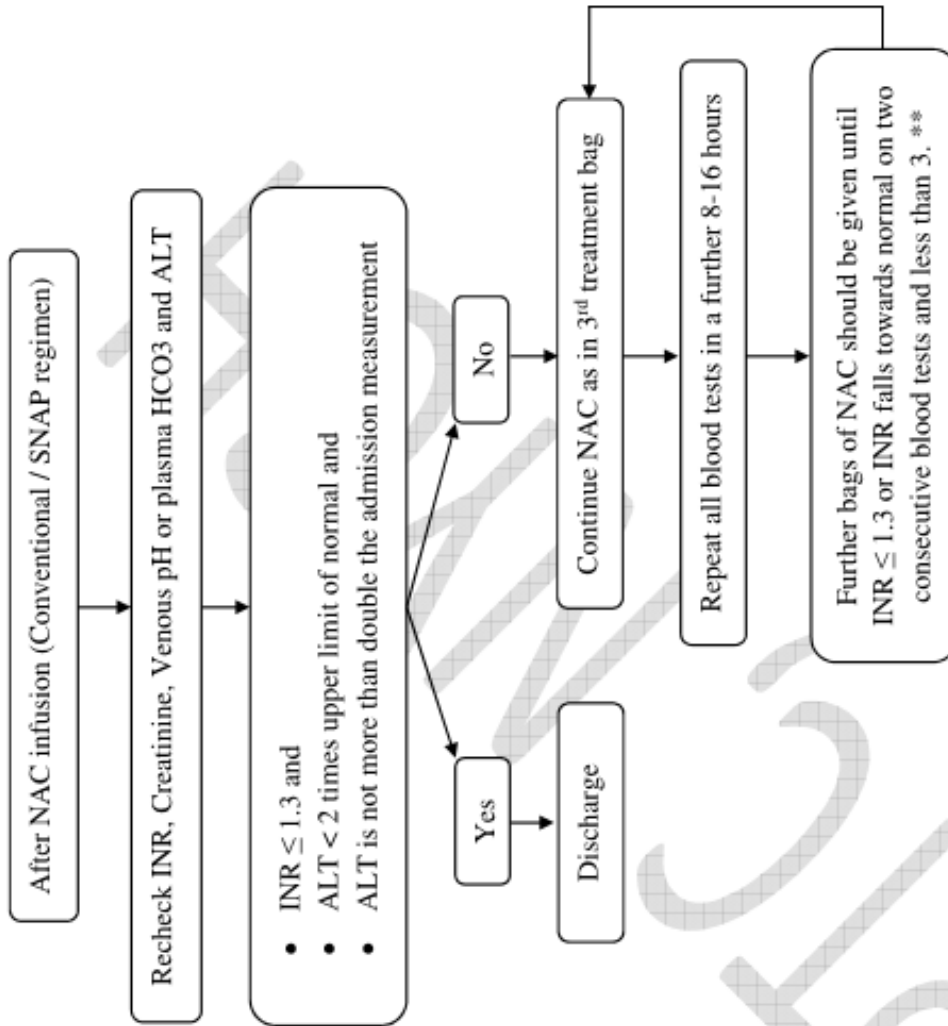 After NAC infusion (Conventional / SNAP regimen)
Recheck INR, Creatinine, Venous pH or plasma HCO3 and ALT
• INR ≤ 1.3 and
• ALT < 2 times upper limit of normal and
• ALT is not more than double the admission measurement
Yes
No
Discharge
Continue NAC as in 3rd treatment bag
Repeat all blood tests in a further 8-16 hours
Further bags of NAC should be given until
INR ≤ 1.3 or INR falls towards normal on two
consecutive blood tests and less than 3. **